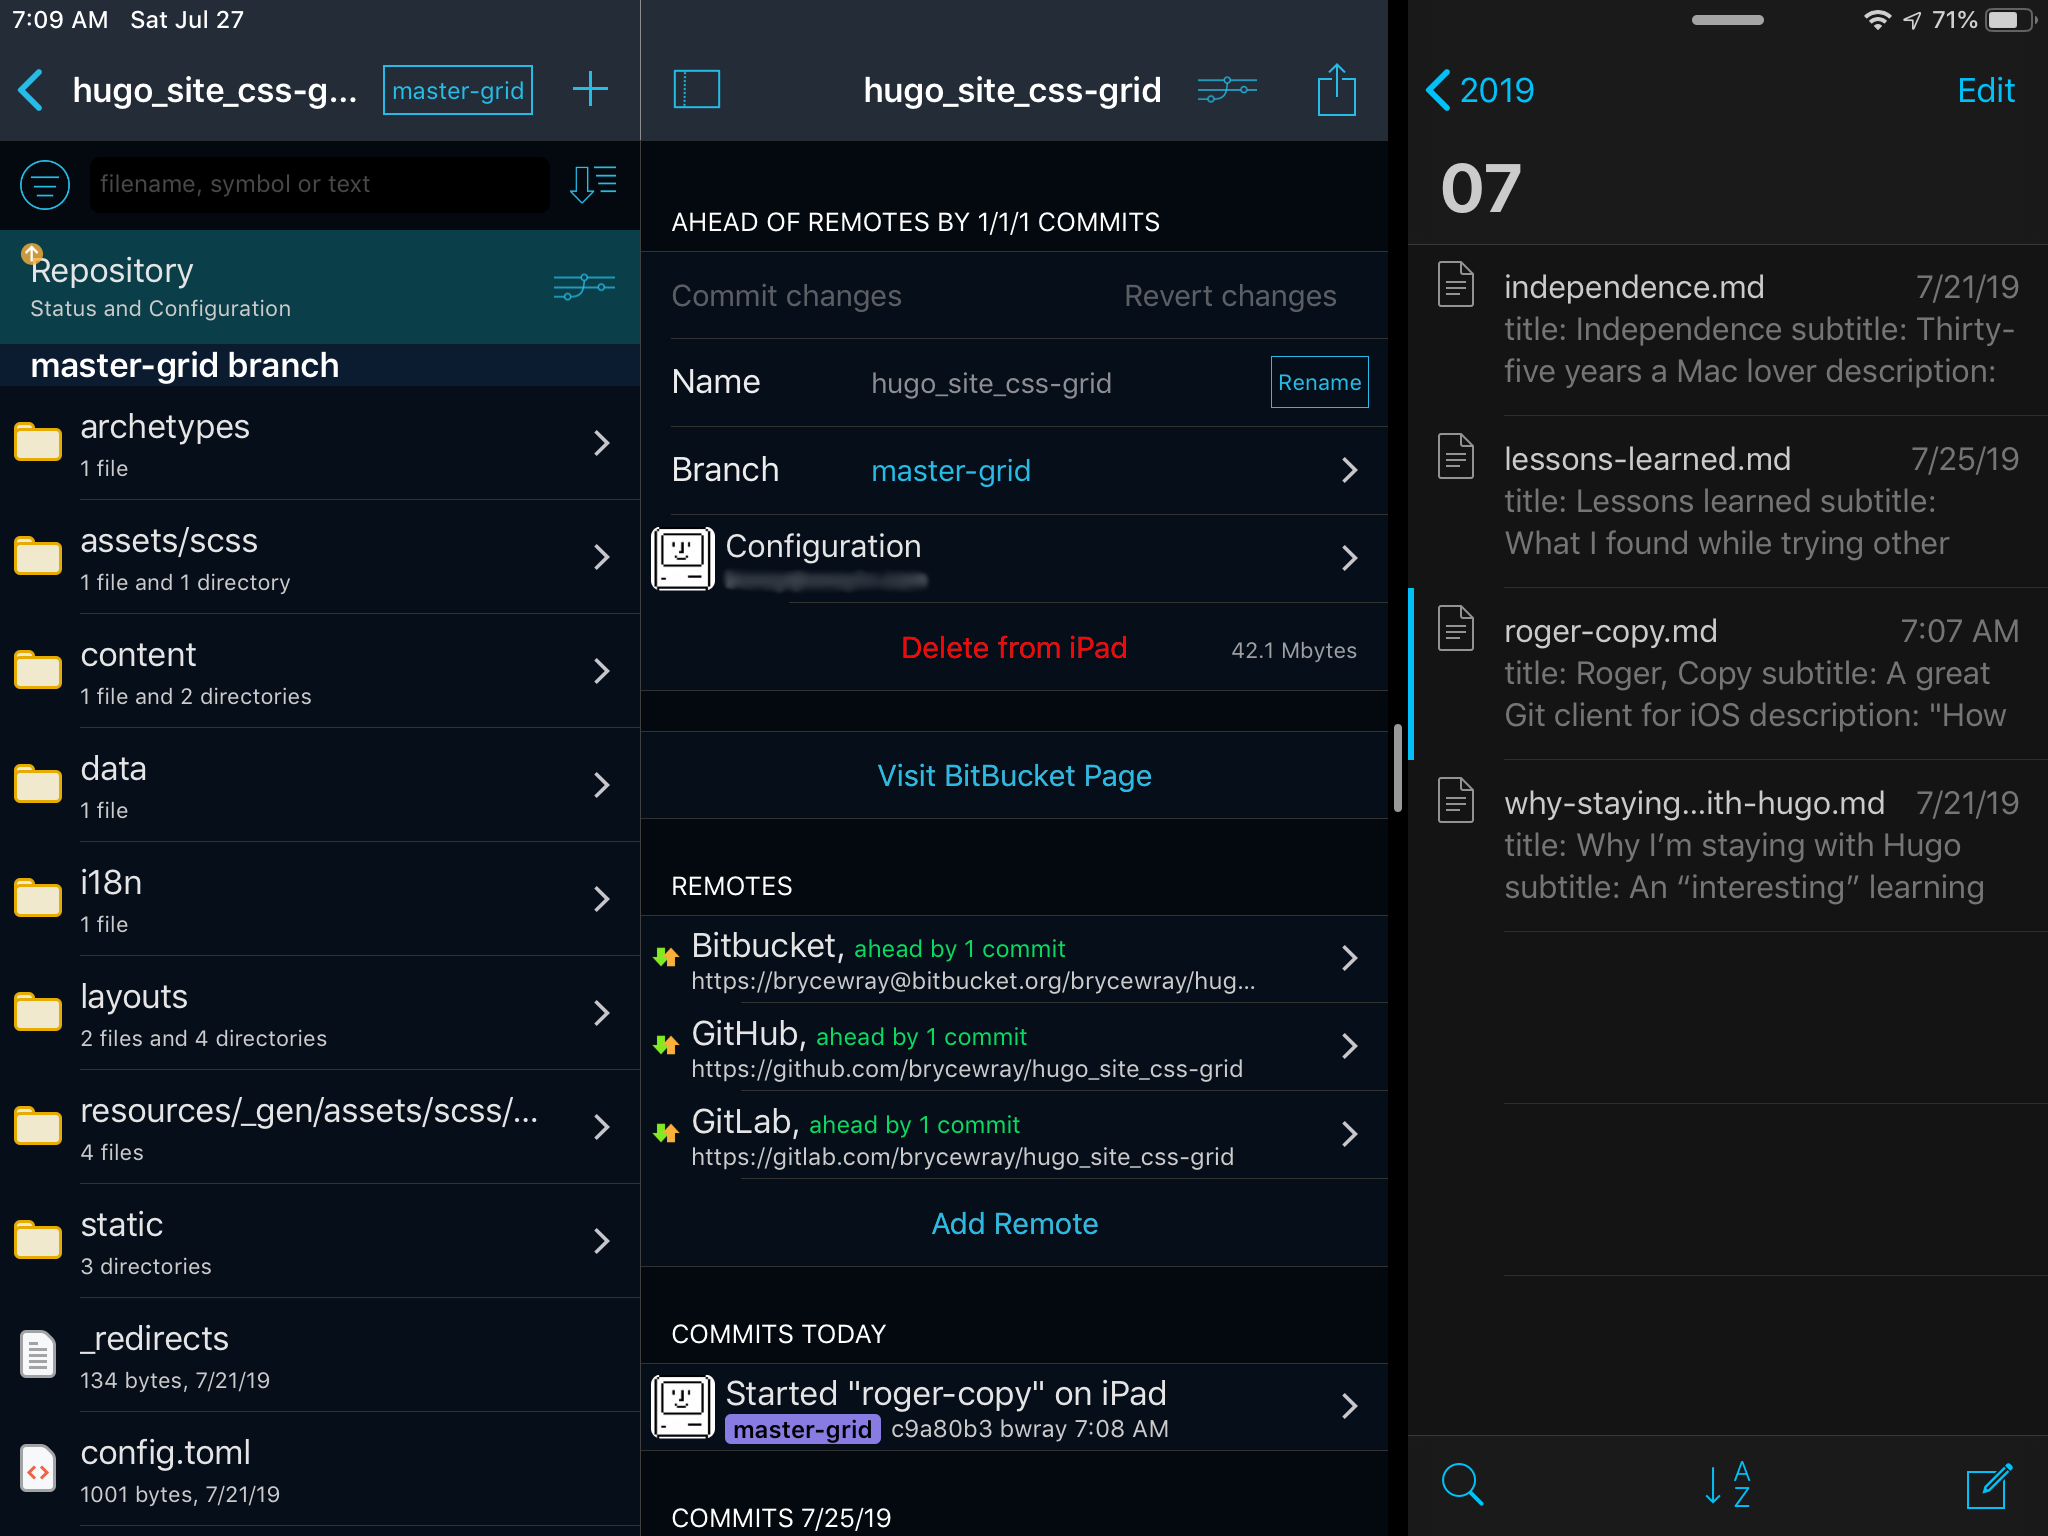 7:09 AM Sat Jul 27
hugo_site_css-g...
master-grid
filename, symbol or text
Repository
Status and Configuration
master-grid branch
archetypes
1 file
assets/scss
1 file and 1 directory
content
1 file and 2 directories
data
1 file
i18n
1 file
layouts
2 files and 4 directories
resources/_gen/assets/scss/...
4 files
static
3 directories
_redirects
134 bytes, 7/21/19
config.toml
1001 bytes, 7/21/19
hugo_site_css-grid
AHEAD OF REMOTES BY 1/1/1 COMMITS
Commit changes Revert changes
Name hugo_site_css-grid Rename
Branch master-grid
Configuration
Delete from iPad 42.1 Mbytes
Visit BitBucket Page
REMOTES
Bitbucket, ahead by 1 commit
https://brycewray@bitbucket.org/brycewray/hug...
GitHub, ahead by 1 commit
https://github.com/brycewray/hugo_site_css-grid
GitLab, ahead by 1 commit
https://gitlab.com/brycewray/hugo_site_css-grid
Add Remote
COMMITS TODAY
Started "roger-copy" on iPad
master-grid c9a80b3 bwray 7:08 AM
COMMITS 7/25/19
71%
2019 Edit
07
independence.md 7/21/19
title: Independence subtitle: Thirty-
five years a Mac lover description:
lessons-learned.md 7/25/19
title: Lessons learned subtitle:
What I found while trying other
roger-copy.md 7:07 AM
title: Roger, Copy subtitle: A great
Git client for iOS description: "How
why-staying...ith-hugo.md 7/21/19
title: Why I’m staying with Hugo
subtitle: An “interesting” learning
A
Z